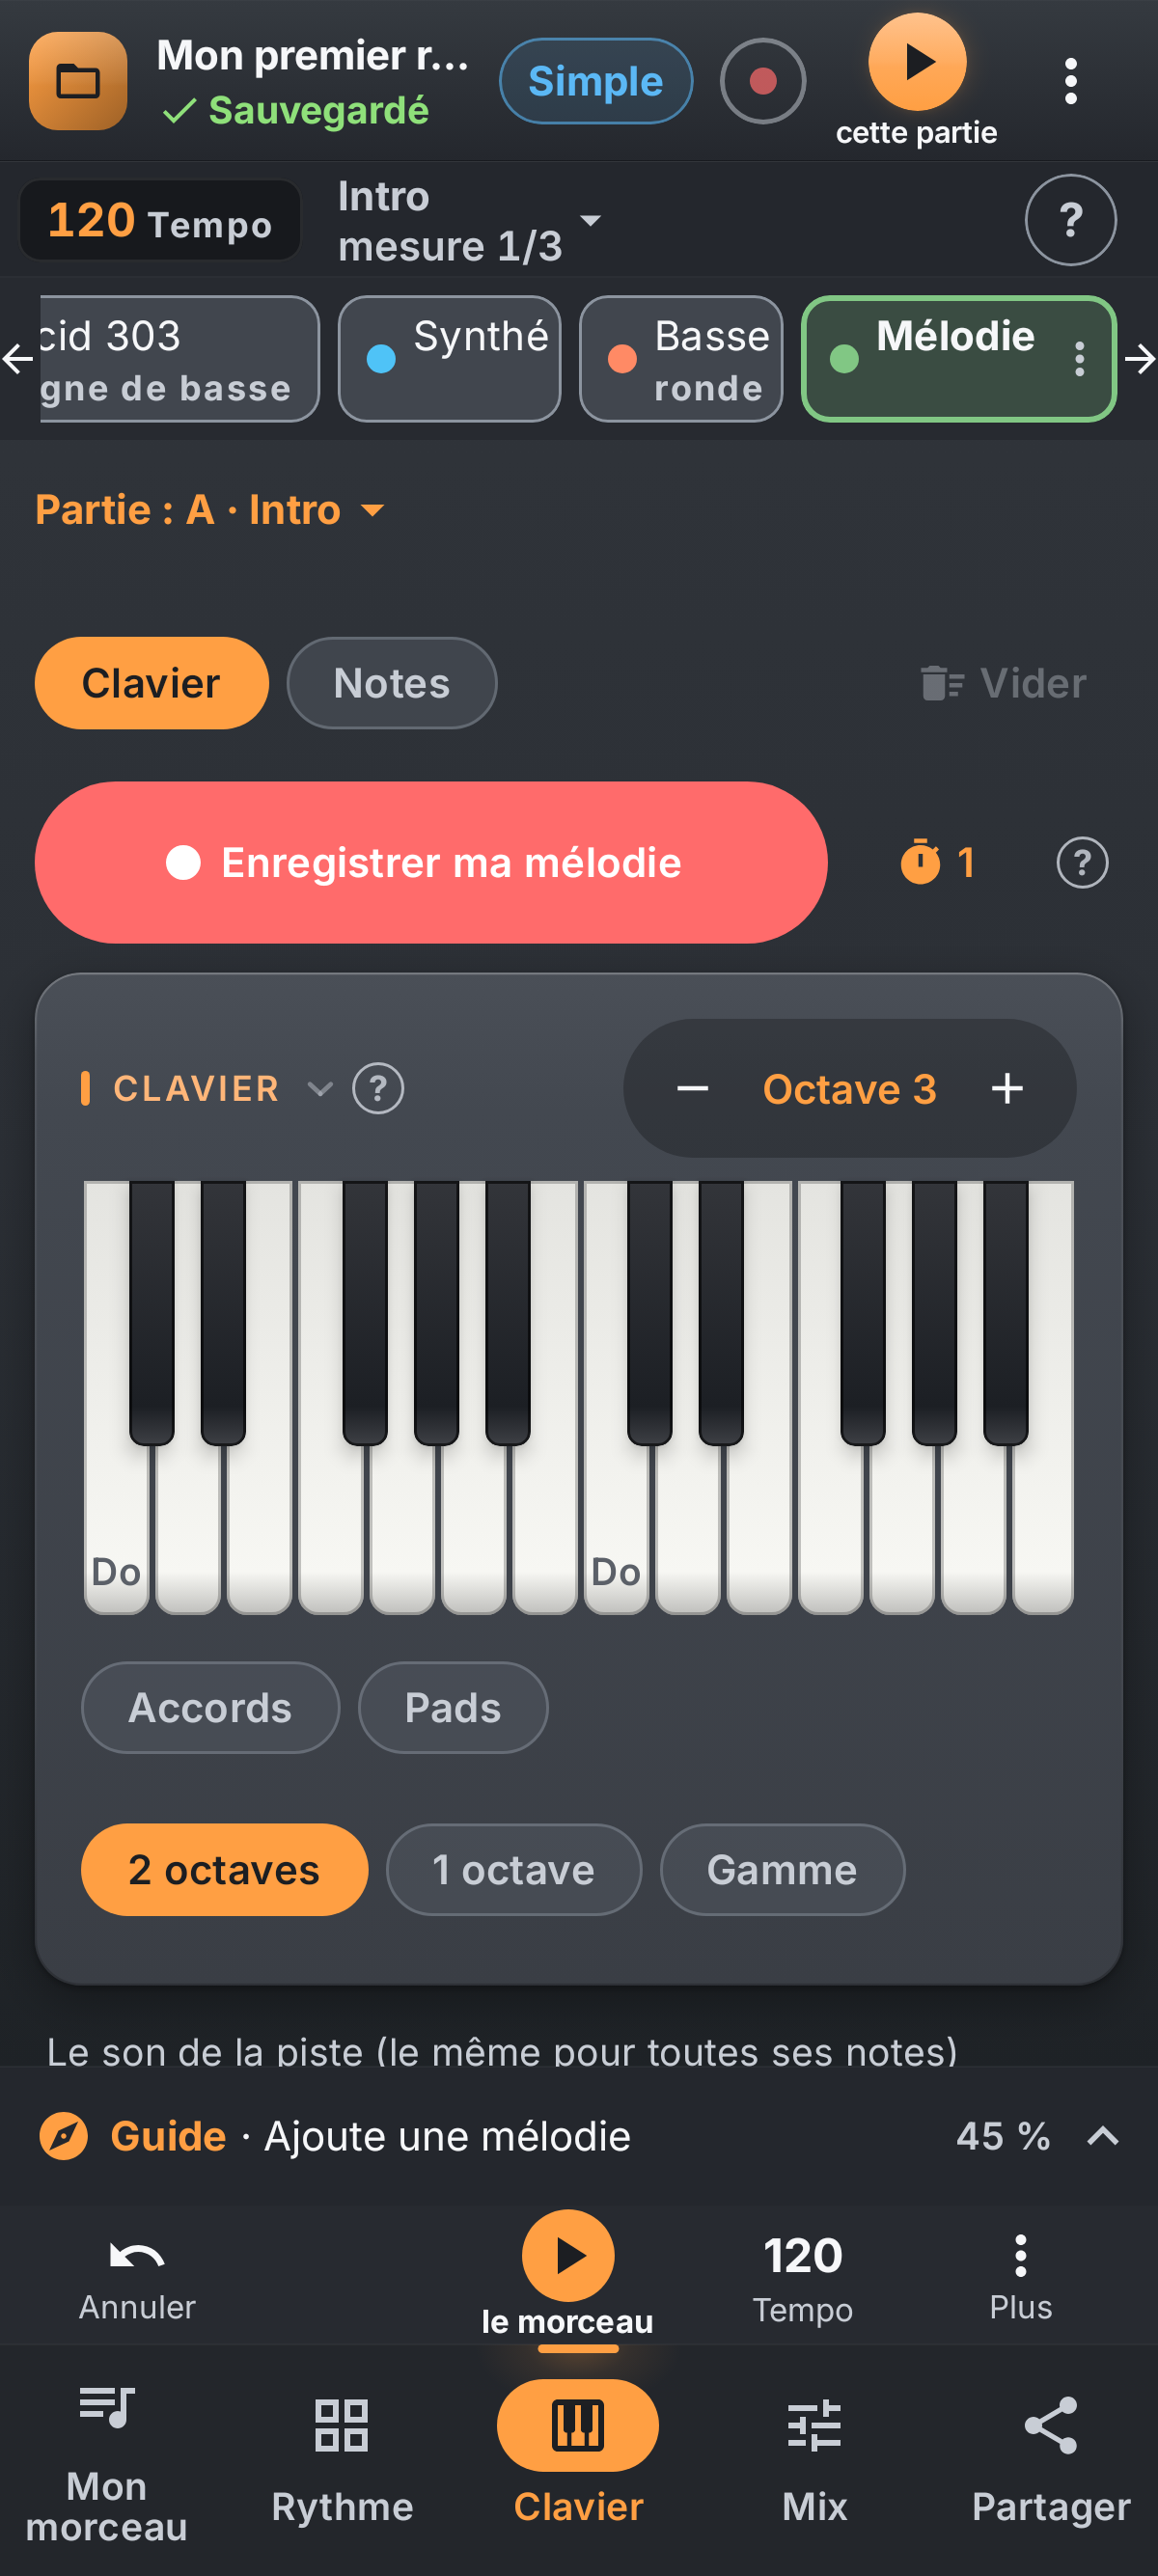 Mon premier r...
Sauvegardé
Simple
cette partie
120 Tempo
Intro
mesure 1/3
?
cid 303
gne de basse
Synthé
Basse
ronde
Mélodie
Partie : A · Intro
Clavier
Notes
Vider
Enregistrer ma mélodie
1
?
CLAVIER
?
Octave 3
Do
Do
Accords
Pads
2 octaves
1 octave
Gamme
Le son de la piste (le même pour toutes ses notes)
Guide · Ajoute une mélodie
45 %
Annuler
le morceau
120
Tempo
Plus
Mon
morceau
Rythme
Clavier
Mix
Partager